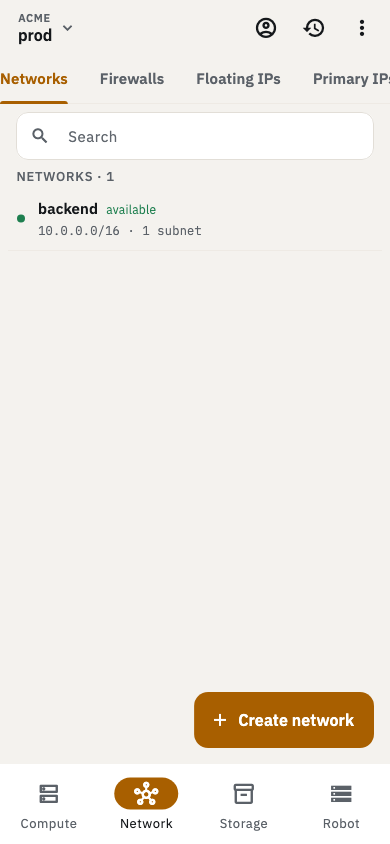 ACME
prod
Networks Firewalls Floating IPs Primary IPs
Search
NETWORKS · 1
backend available
10.0.0.0/16 · 1 subnet
+ Create network
Compute Network Storage Robot